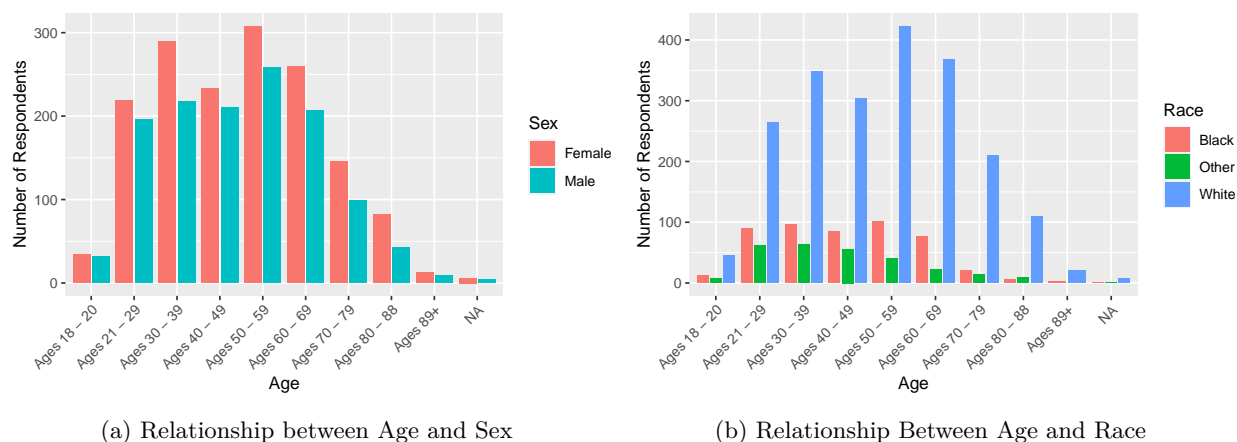 Number of Respondents
300
200
100
0
Ages 18 – 20
Ages 21 – 29
Ages 30 – 39
Ages 40 – 49
Ages 50 – 59
Ages 60 – 69
Ages 70 – 79
Ages 80 – 88
Ages 89+
NA
Age
Sex
Female
Male
(a) Relationship between Age and Sex
Number of Respondents
400
300
200
100
0
Ages 18 – 20
Ages 21 – 29
Ages 30 – 39
Ages 40 – 49
Ages 50 – 59
Ages 60 – 69
Ages 70 – 79
Ages 80 – 88
Ages 89+
NA
Age
Race
Black
Other
White
(b) Relationship Between Age and Race